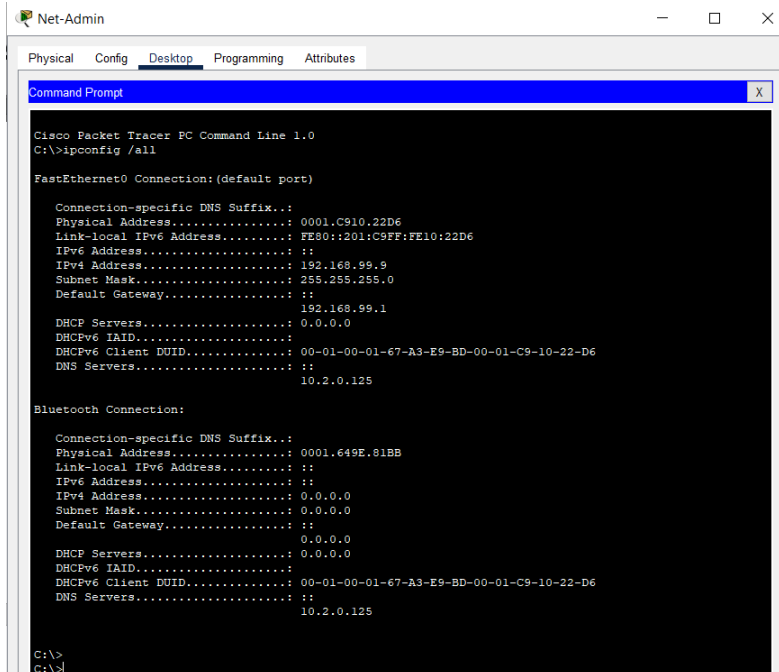 Net-Admin
Physical Config Desktop Programming Attributes
Command Prompt X
Cisco Packet Tracer PC Command Line 1.0
C:\>ipconfig /all
FastEthernet0 Connection:(default port)
Connection-specific DNS Suffix..:
Physical Address................: 0001.C910.22D6
Link-local IPv6 Address.........: FE80::201:C9FF:FE10:22D6
IPv6 Address....................: ::
IPv4 Address....................: 192.168.99.9
Subnet Mask.....................: 255.255.255.0
Default Gateway.................: ::
192.168.99.1
DHCP Servers....................: 0.0.0.0
DHCPv6 IAID.....................:
DHCPv6 Client DUID..............: 00-01-00-01-67-A3-E9-BD-00-01-C9-10-22-D6
DNS Servers.....................: ::
10.2.0.125
Bluetooth Connection:
Connection-specific DNS Suffix..:
Physical Address................: 0001.649E.81BB
Link-local IPv6 Address.........: ::
IPv6 Address....................: ::
IPv4 Address....................: 0.0.0.0
Subnet Mask.....................: 0.0.0.0
Default Gateway.................: ::
0.0.0.0
DHCP Servers....................: 0.0.0.0
DHCPv6 IAID.....................:
DHCPv6 Client DUID..............: 00-01-00-01-67-A3-E9-BD-00-01-C9-10-22-D6
DNS Servers.....................: ::
10.2.0.125
C:\>
C:\>